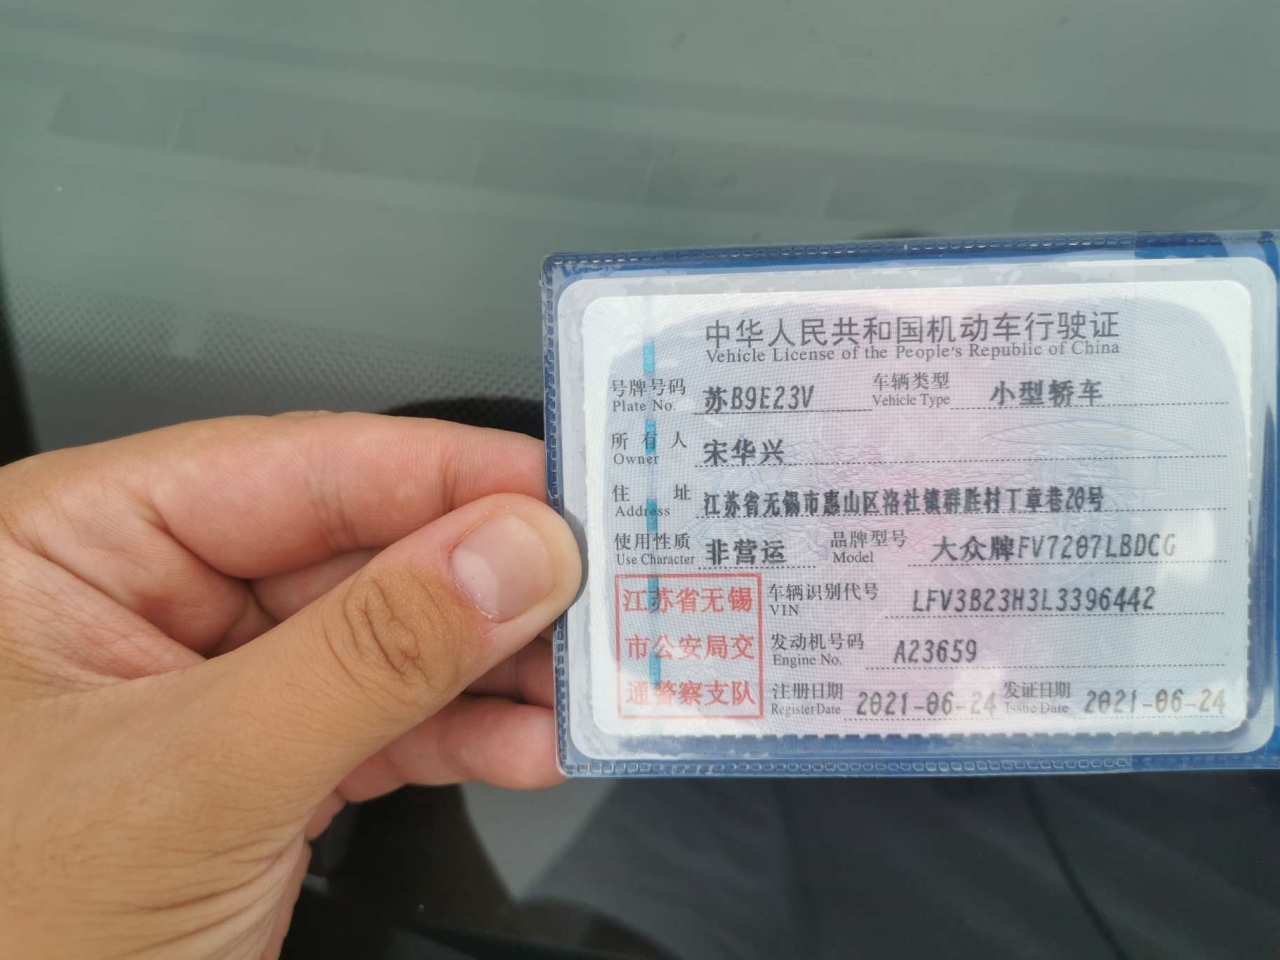 中华人民共和国机动车行驶证
Vehicle License of the People's Republic of China
号牌号码 苏B9E23V 车辆类型 小型轿车
Plate No. Vehicle Type
所有人 宋华兴
Owner
住址 江苏省无锡市惠山区洛社镇群胜村丁章巷20号
Address
使用性质 非营运 品牌型号 大众牌FV7207LBDCG
Use Character Model
江苏省无锡 车辆识别代号 LFV3B23H3L3396442
VIN
市公安局交 发动机号码 A23659
Engine No.
通警察支队 注册日期 2021-06-24 发证日期 2021-06-24
Register Date Issue Date